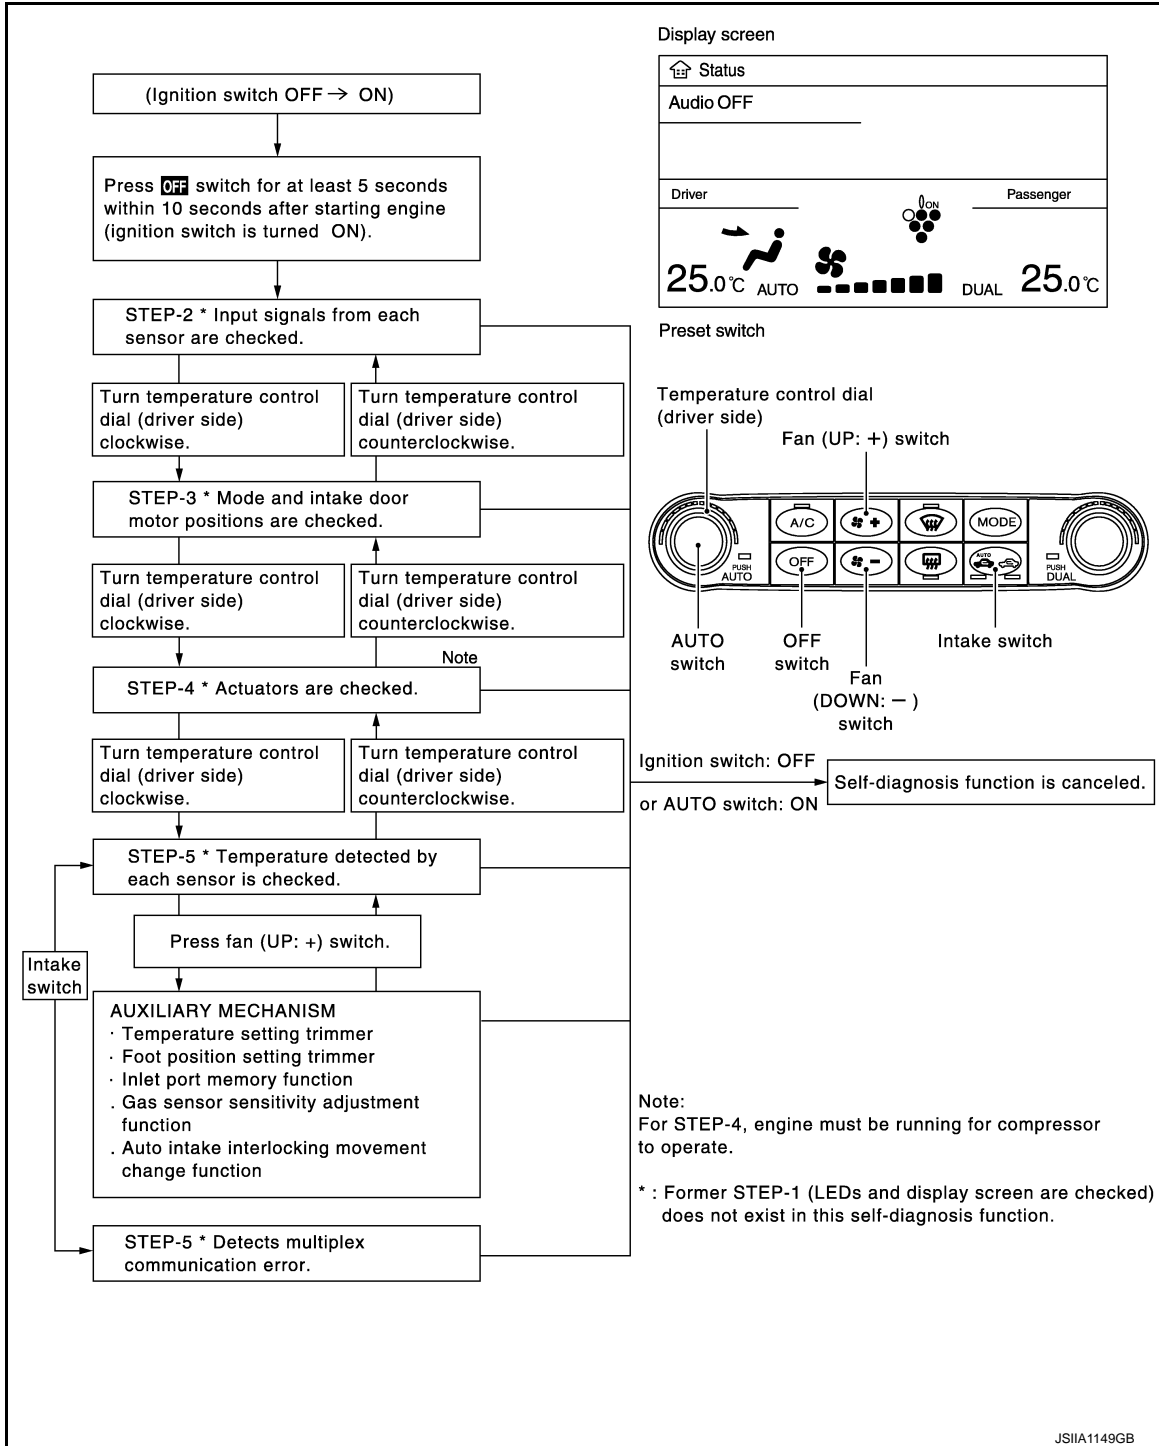 (Ignition switch OFF → ON)
Press OFF switch for at least 5 seconds
within 10 seconds after starting engine
(ignition switch is turned ON).
STEP-2 * Input signals from each
sensor are checked.
Turn temperature control
dial (driver side)
clockwise.
Turn temperature control
dial (driver side)
counterclockwise.
STEP-3 * Mode and intake door
motor positions are checked.
Turn temperature control
dial (driver side)
clockwise.
Turn temperature control
dial (driver side)
counterclockwise.
Note
STEP-4 * Actuators are checked.
Turn temperature control
dial (driver side)
clockwise.
Turn temperature control
dial (driver side)
counterclockwise.
STEP-5 * Temperature detected by
each sensor is checked.
Press fan (UP: +) switch.
Intake
switch
AUXILIARY MECHANISM
· Temperature setting trimmer
· Foot position setting trimmer
· Inlet port memory function
. Gas sensor sensitivity adjustment
function
. Auto intake interlocking movement
change function
STEP-5 * Detects multiplex
communication error.
Display screen
Status
Audio OFF
Driver
ON
Passenger
25.0°C AUTO
DUAL 25.0°C
Preset switch
Temperature control dial
(driver side)
Fan (UP: +) switch
A/C
+
MODE
PUSH
AUTO
OFF
−
AUTO
PUSH
DUAL
AUTO
switch
OFF
switch
Intake switch
Fan
(DOWN: − )
switch
Ignition switch: OFF
or AUTO switch: ON
Self-diagnosis function is canceled.
Note:
For STEP-4, engine must be running for compressor
to operate.
* : Former STEP-1 (LEDs and display screen are checked)
does not exist in this self-diagnosis function.
JSIIA1149GB